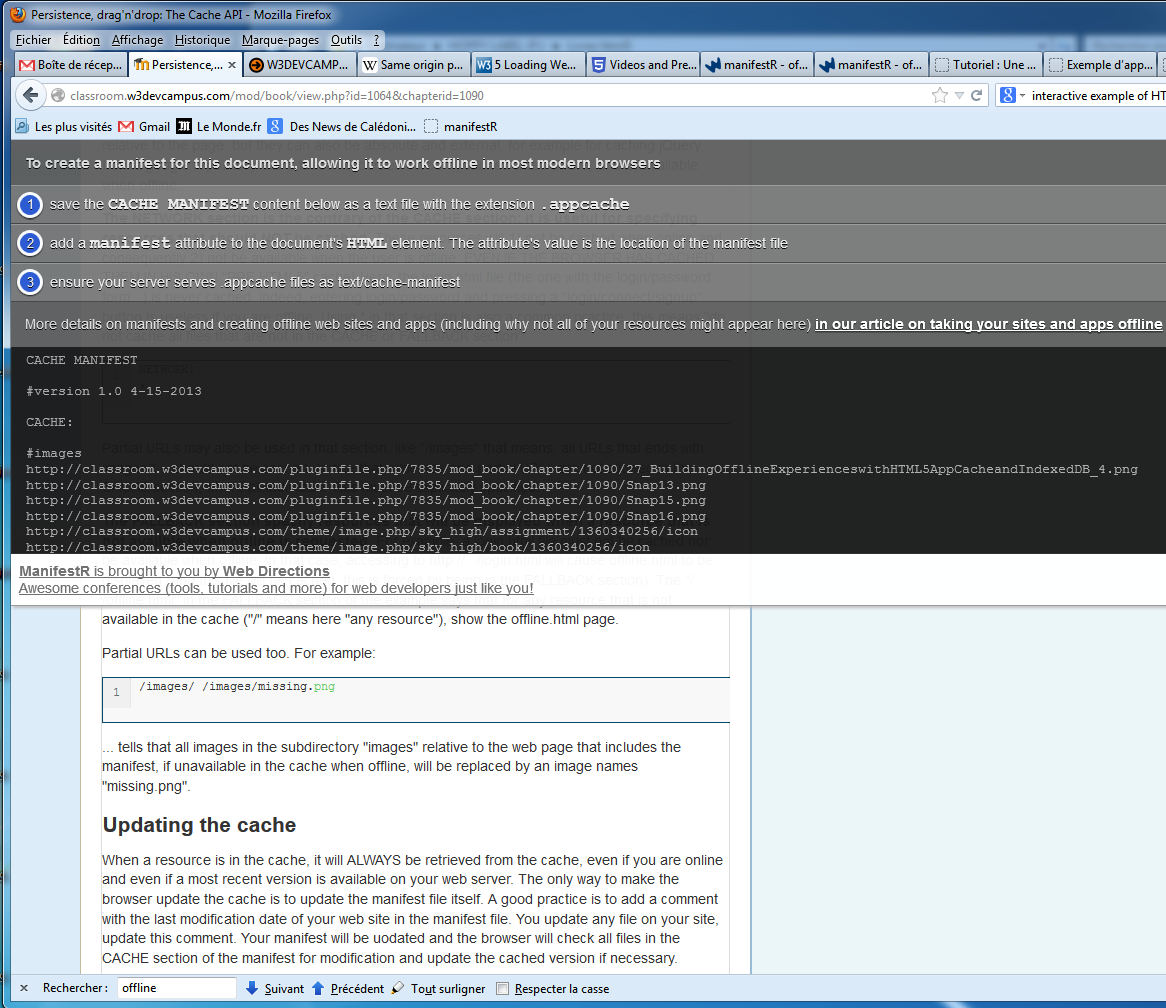 Persistence, drag'n'drop: The Cache API - Mozilla Firefox
Fichier Édition Affichage Historique Marque-pages Outils ?
Boîte de récep... Persistence,... × W3DEVCAMP... Same origin p... 5 Loading We... Videos and Pre... manifestR - of... manifestR - of... Tutoriel : Une ... Exemple d'app...
classroom.w3devcampus.com/mod/book/view.php?id=1064&chapterid=1090 interactive example of HT
Les plus visités Gmail Le Monde.fr Des News de Calédoni... manifestR
To create a manifest for this document, allowing it to work offline in most modern browsers
1 save the CACHE MANIFEST content below as a text file with the extension .appcache
2 add a manifest attribute to the document's HTML element. The attribute's value is the location of the manifest file
3 ensure your server serves .appcache files as text/cache-manifest
More details on manifests and creating offline web sites and apps (including why not all of your resources might appear here) in our article on taking your sites and apps offline
CACHE MANIFEST
#version 1.0 4-15-2013
CACHE:
#images
http://classroom.w3devcampus.com/pluginfile.php/7835/mod_book/chapter/1090/27_BuildingOfflineExperienceswithHTML5AppCacheandIndexedDB_4.png
http://classroom.w3devcampus.com/pluginfile.php/7835/mod_book/chapter/1090/Snap13.png
http://classroom.w3devcampus.com/pluginfile.php/7835/mod_book/chapter/1090/Snap15.png
http://classroom.w3devcampus.com/pluginfile.php/7835/mod_book/chapter/1090/Snap16.png
http://classroom.w3devcampus.com/theme/image.php/sky_high/assignment/1360340256/icon
http://classroom.w3devcampus.com/theme/image.php/sky_high/book/1360340256/icon
ManifestR is brought to you by Web Directions
Awesome conferences (tools, tutorials and more) for web developers just like you!
available in the cache ("/" means here "any resource"), show the offline.html page.
Partial URLs can be used too. For example:
1 /images/ /images/missing.png
... tells that all images in the subdirectory "images" relative to the web page that includes the
manifest, if unavailable in the cache when offline, will be replaced by an image names
"missing.png".
Updating the cache
When a resource is in the cache, it will ALWAYS be retrieved from the cache, even if you are online
and even if a most recent version is available on your web server. The only way to make the
browser update the cache is to update the manifest file itself. A good practice is to add a comment
with the last modification date of your web site in the manifest file. You update any file on your site,
update this comment. Your manifest will be uodated and the browser will check all files in the
CACHE section of the manifest for modification and update the cached version if necessary.
× Rechercher : offline Suivant Précédent Tout surligner Respecter la casse